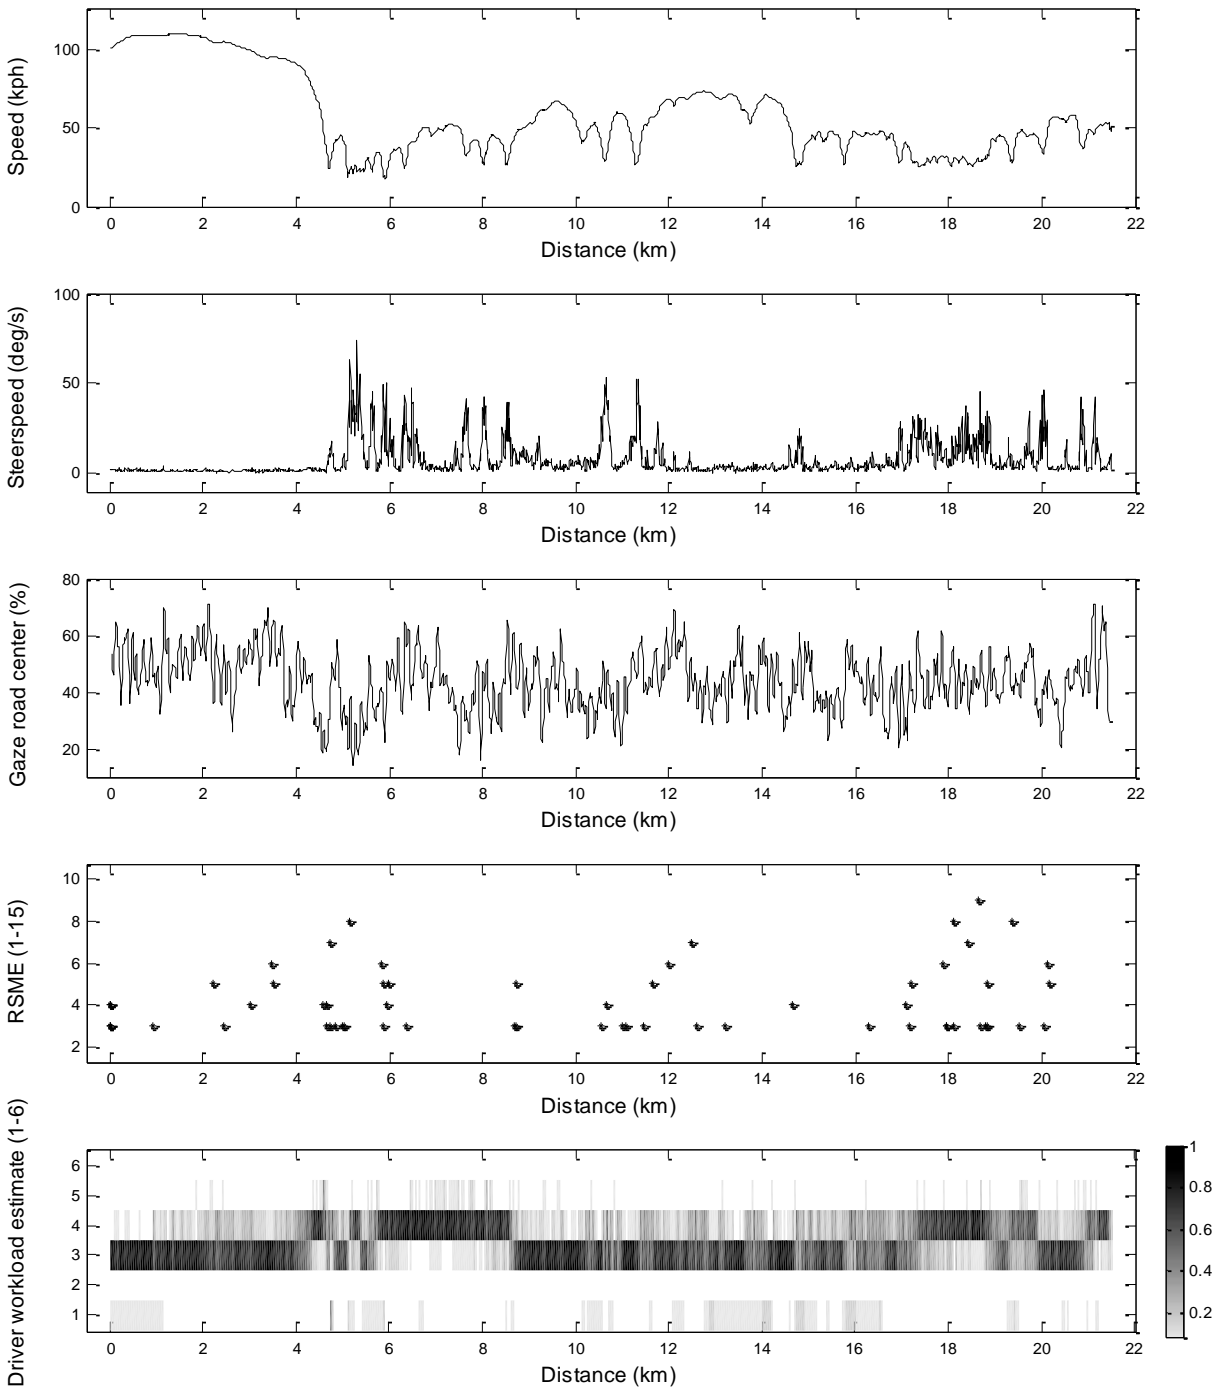 Speed (kph)
100
50
0
0 2 4 6 8 10 12 14 16 18 20 22
Distance (km)
Steerspeed (deg/s)
100
50
0
0 2 4 6 8 10 12 14 16 18 20 22
Distance (km)
Gaze road center (%)
80
60
40
20
0 2 4 6 8 10 12 14 16 18 20 22
Distance (km)
RSME (1-15)
10
8
6
4
2
0 2 4 6 8 10 12 14 16 18 20 22
Distance (km)
Driver workload estimate (1-6)
6
5
4
3
2
1
0 2 4 6 8 10 12 14 16 18 20 22
Distance (km)
1
0.8
0.6
0.4
0.2